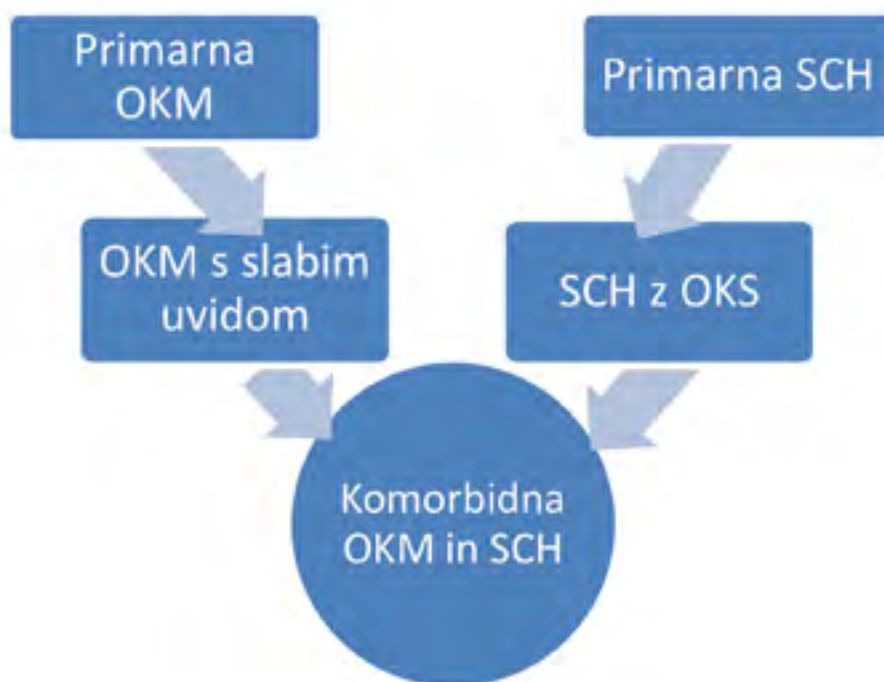 Primarna
OKM
Primarna SCH
OKM s slabim
uvidom
SCH z OKS
Komorbidna
OKM in SCH